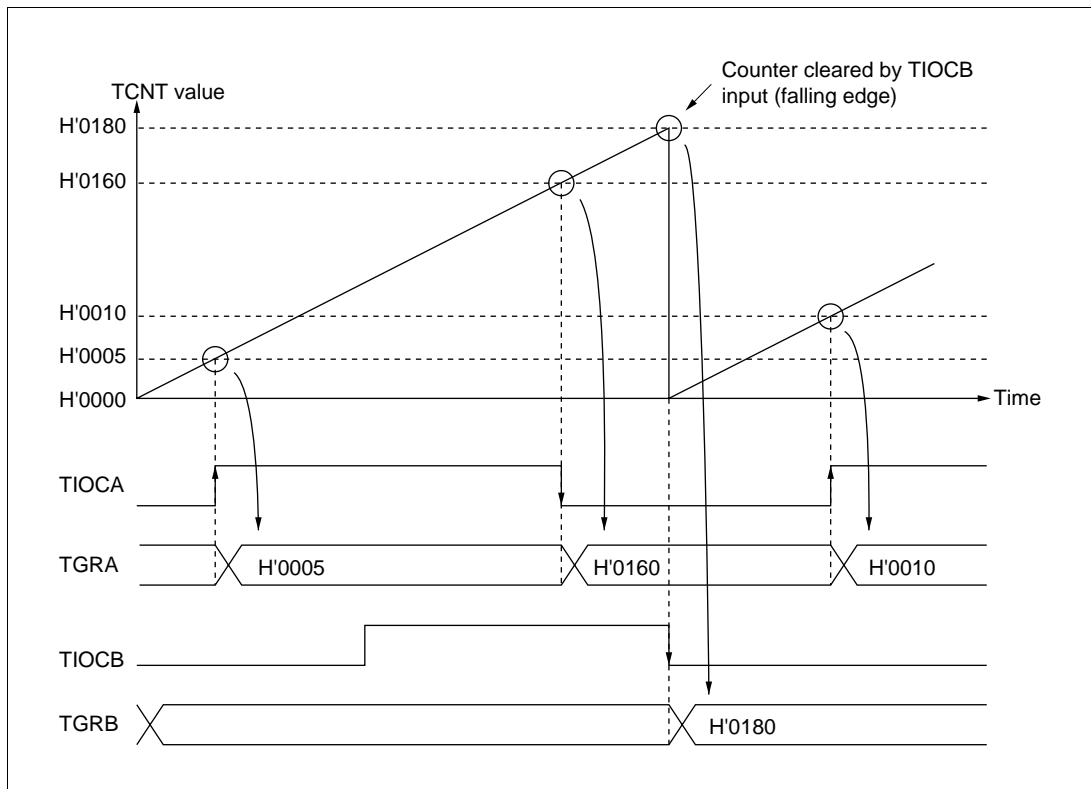 Counter cleared by TIOCB
input (falling edge)
TCNT value
H'0180
H'0160
H'0010
H'0005
H'0000
Time
TIOCA
TGRA
H'0005
H'0160
H'0010
TIOCB
TGRB
H'0180